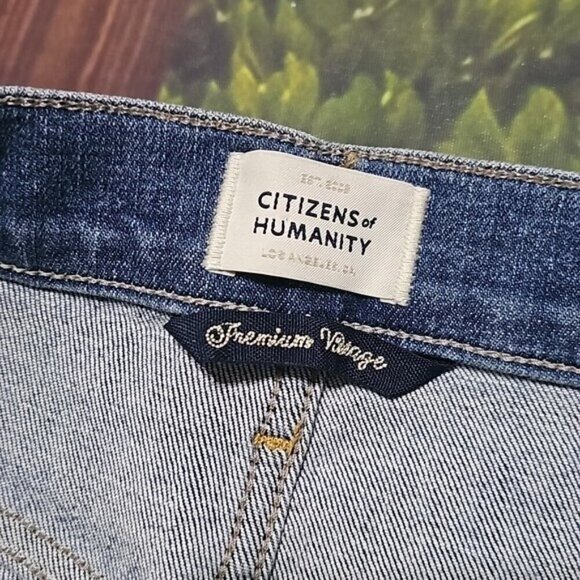 EST. 2003
CITIZENS of
HUMANITY
LOS ANGELES, CA
Premium Vintage